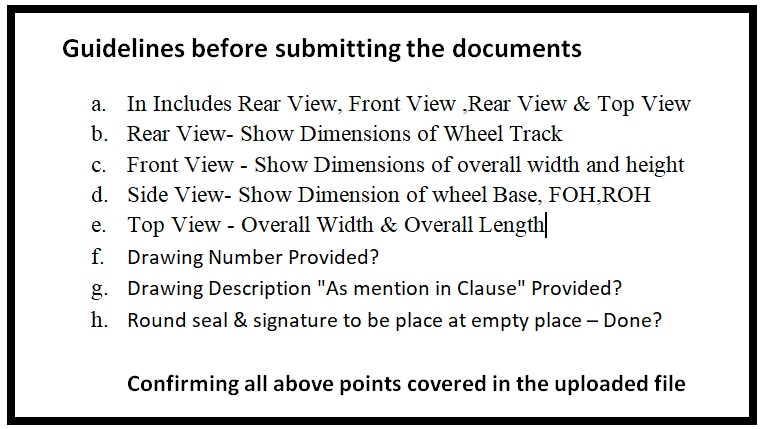 Guidelines before submitting the documents
a. In Includes Rear View, Front View ,Rear View & Top View
b. Rear View- Show Dimensions of Wheel Track
c. Front View - Show Dimensions of overall width and height
d. Side View- Show Dimension of wheel Base, FOH,ROH
e. Top View - Overall Width & Overall Length
f. Drawing Number Provided?
g. Drawing Description "As mention in Clause" Provided?
h. Round seal & signature to be place at empty place – Done?
Confirming all above points covered in the uploaded file